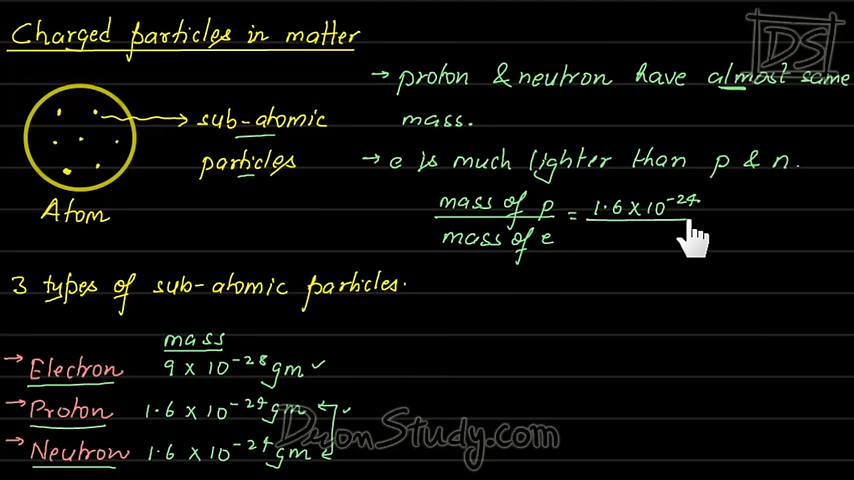 Charged particles in matter
DS
→ proton & neutron have almost same
mass.
sub-atomic
particles
→ e is much lighter than p & n.
Atom
mass of p / mass of e = 1.6 x 10⁻²⁴
3 types of sub-atomic particles.
mass
→ Electron 9 x 10⁻²⁸ gm ✓
→ Proton 1.6 x 10⁻²⁴ gm ✓
→ Neutron 1.6 x 10⁻²⁴ gm
DronStudy.com